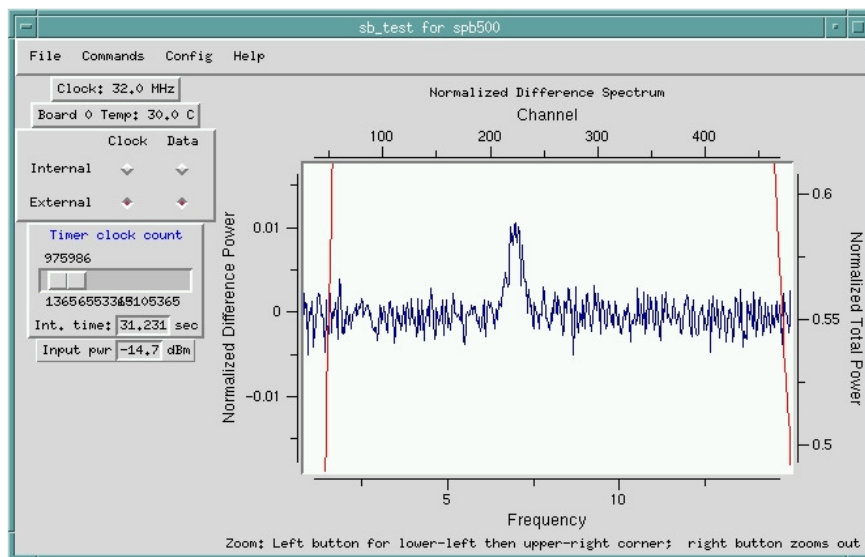 sb_test for spb500
File Commands Config Help
Clock: 32.0 MHz
Board 0 Temp: 30.0 C
Clock Data
Internal
External
Timer clock count
975986
Int. time: 31.231 sec
Input pwr -14.7 dBm
Normalized Difference Spectrum
Channel
100 200 300 400
Normalized Difference Power
0.01
0
-0.01
0.6
0.55
0.5
Normalized Total Power
5 10
Frequency
Zoom: Left button for lower-left then upper-right corner; right button zooms out